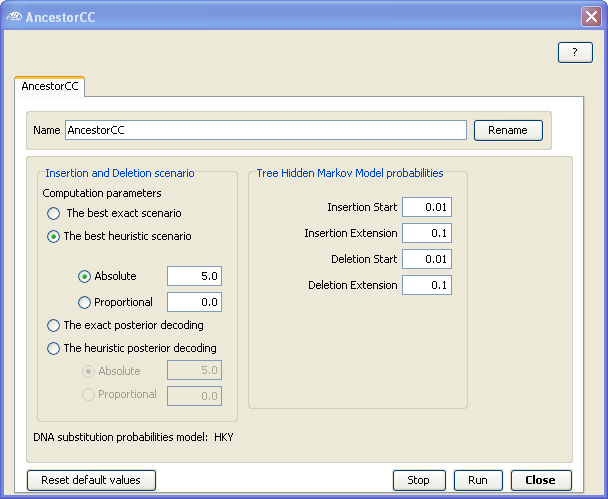 AncestorCC
?
AncestorCC
Name AncestorCC Rename
Insertion and Deletion scenario
Computation parameters
The best exact scenario
The best heuristic scenario
Absolute 5.0
Proportional 0.0
The exact posterior decoding
The heuristic posterior decoding
Absolute 5.0
Proportional 0.0
Tree Hidden Markov Model probabilities
Insertion Start 0.01
Insertion Extension 0.1
Deletion Start 0.01
Deletion Extension 0.1
DNA substitution probabilities model: HKY
Reset default values Stop Run Close